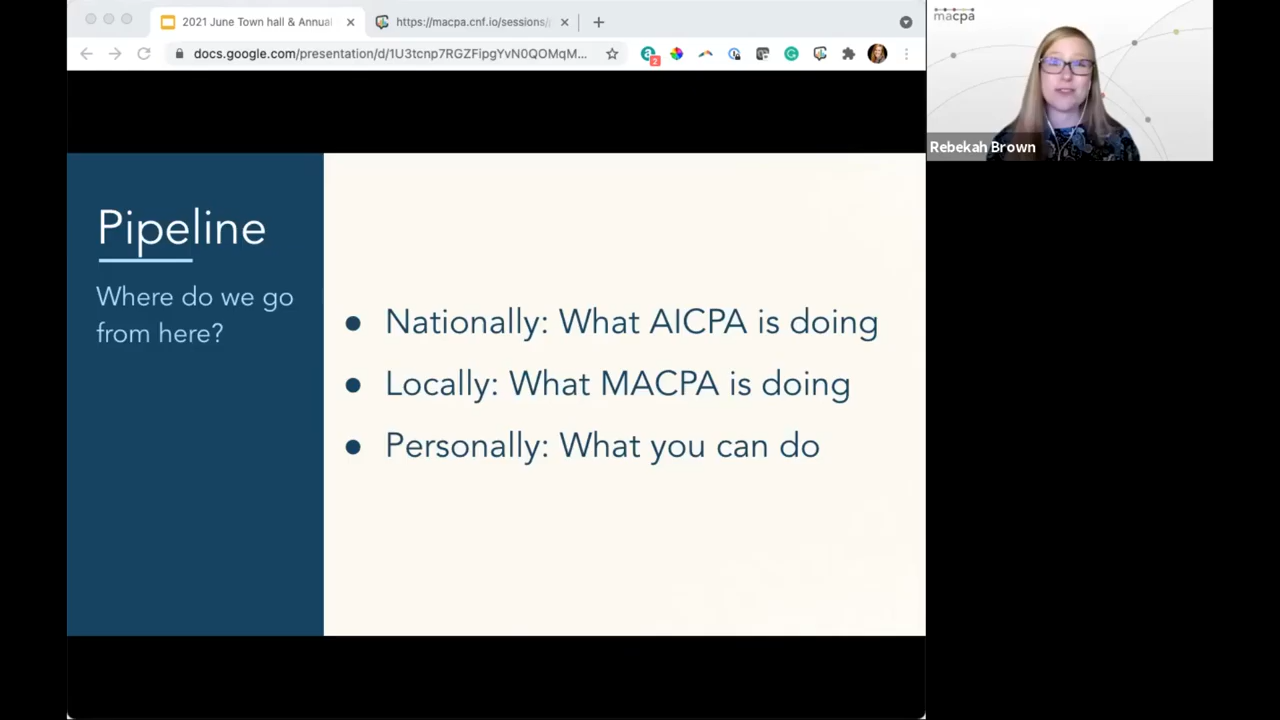 2021 June Town hall & Annual
https://macpa.cnf.io/sessions/
docs.google.com/presentation/d/1U3tcnp7RGZFipgYvN0QOMqM...
2
macpa
Rebekah Brown
Pipeline
Where do we go
from here?
● Nationally: What AICPA is doing
● Locally: What MACPA is doing
● Personally: What you can do